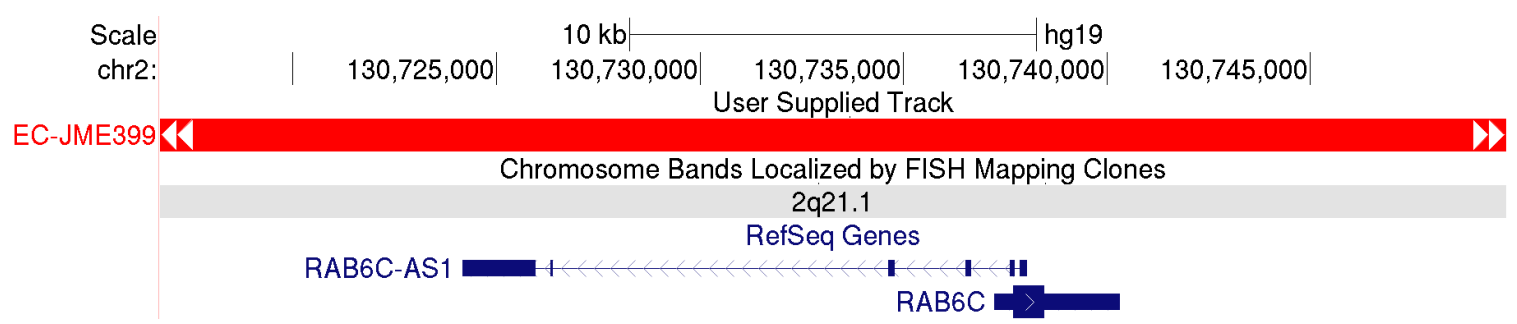 Scale 10 kb hg19
chr2: 130,725,000 130,730,000 130,735,000 130,740,000 130,745,000
User Supplied Track
EC-JME399
Chromosome Bands Localized by FISH Mapping Clones
2q21.1
RefSeq Genes
RAB6C-AS1
RAB6C